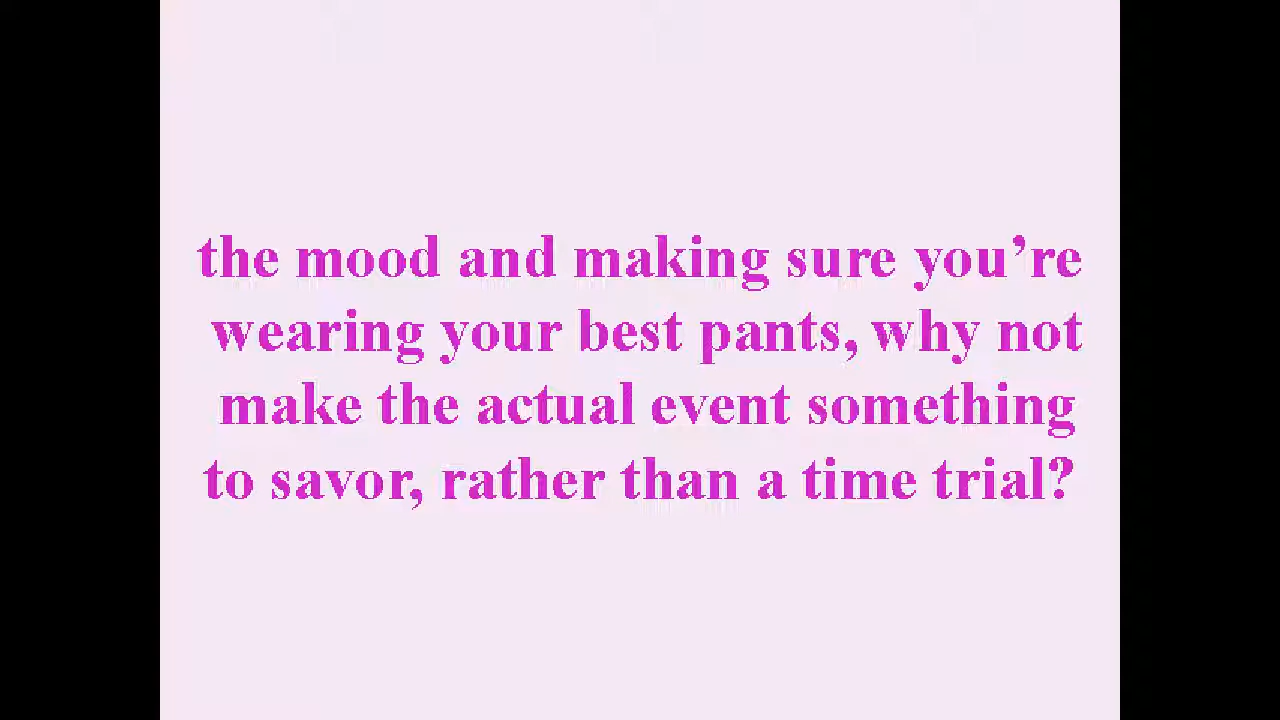 the mood and making sure you’re
wearing your best pants, why not
make the actual event something
to savor, rather than a time trial?